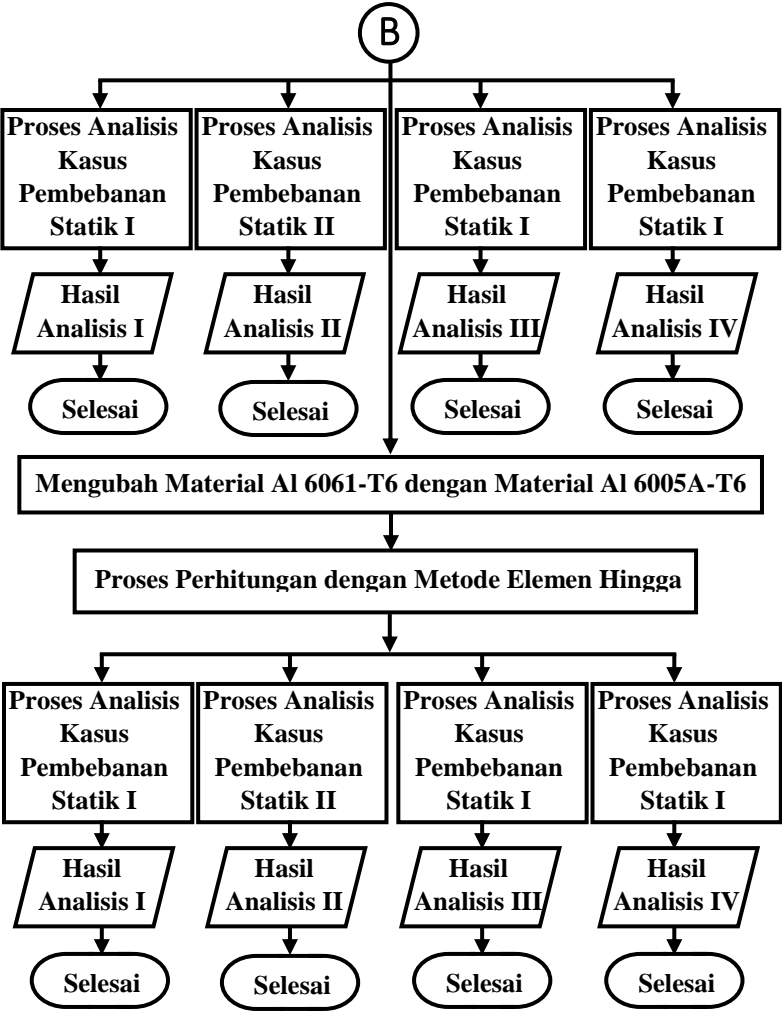 B
Proses Analisis
Kasus
Pembebanan
Statik I
Proses Analisis
Kasus
Pembebanan
Statik II
Proses Analisis
Kasus
Pembebanan
Statik I
Proses Analisis
Kasus
Pembebanan
Statik I
Hasil
Analisis I
Hasil
Analisis II
Hasil
Analisis III
Hasil
Analisis IV
Selesai
Selesai
Selesai
Selesai
Mengubah Material Al 6061-T6 dengan Material Al 6005A-T6
Proses Perhitungan dengan Metode Elemen Hingga
Proses Analisis
Kasus
Pembebanan
Statik I
Proses Analisis
Kasus
Pembebanan
Statik II
Proses Analisis
Kasus
Pembebanan
Statik I
Proses Analisis
Kasus
Pembebanan
Statik I
Hasil
Analisis I
Hasil
Analisis II
Hasil
Analisis III
Hasil
Analisis IV
Selesai
Selesai
Selesai
Selesai